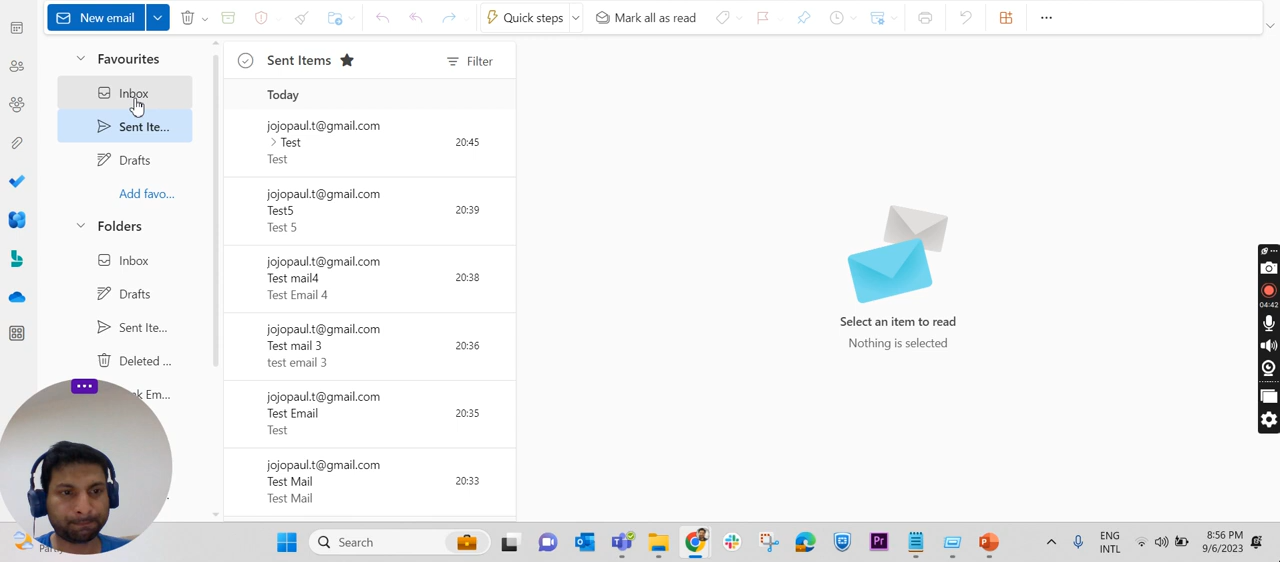 New email
Quick steps
Mark all as read
Favourites
Inbox
Sent Ite...
Drafts
Add favo...
Folders
Inbox
Drafts
Sent Ite...
Deleted ...
k Em...
Sent Items
Filter
Today
jojopaul.t@gmail.com
Test
20:45
Test
jojopaul.t@gmail.com
Test5
20:39
Test 5
jojopaul.t@gmail.com
Test mail4
20:38
Test Email 4
jojopaul.t@gmail.com
Test mail 3
20:36
test email 3
jojopaul.t@gmail.com
Test Email
20:35
Test
jojopaul.t@gmail.com
Test Mail
20:33
Test Mail
Select an item to read
Nothing is selected
04:42
Search
ENG
INTL
8:56 PM
9/6/2023